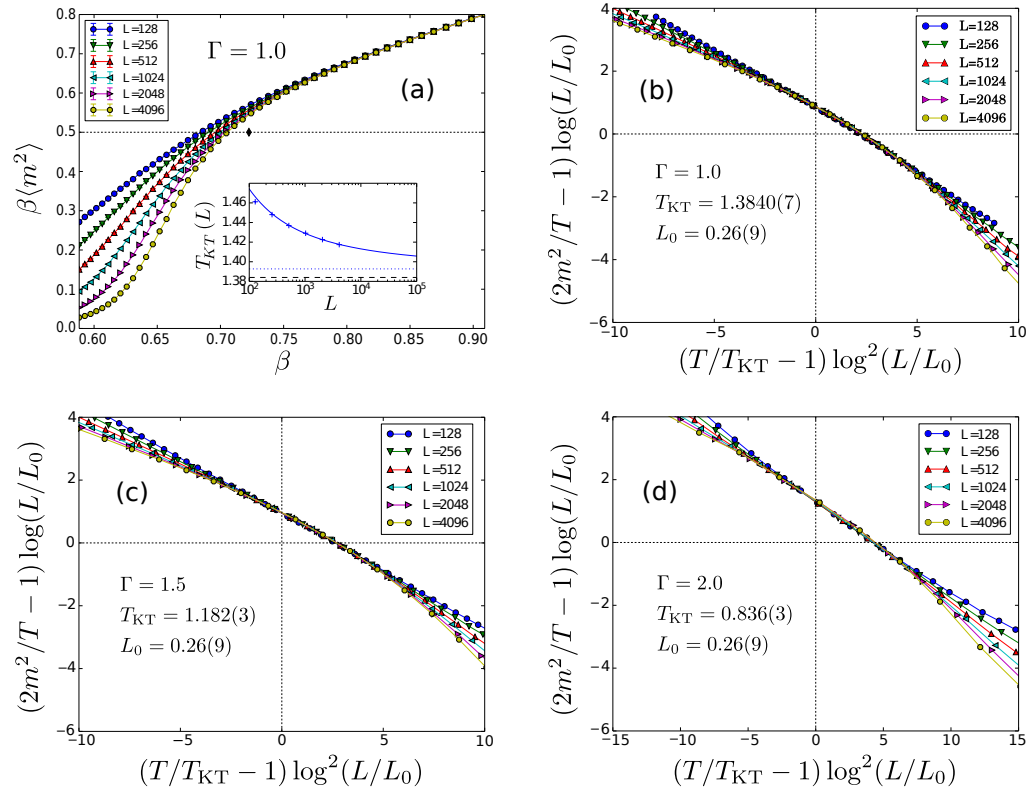 0.8
0.7
0.6
0.5
0.4
0.3
0.2
0.1
0.0
β⟨m²⟩
L=128
L=256
L=512
L=1024
L=2048
L=4096
Γ = 1.0
(a)
T_KT(L)
1.46
1.44
1.42
1.40
1.38
10² 10³ 10⁴ 10⁵
L
0.60 0.65 0.70 0.75 0.80 0.85 0.90
β
(2m²/T − 1) log(L/L₀)
4
2
0
−2
−4
−6
(b)
L=128
L=256
L=512
L=1024
L=2048
L=4096
Γ = 1.0
T_KT = 1.3840(7)
L₀ = 0.26(9)
−10 −5 0 5 10
(T/T_KT − 1) log²(L/L₀)
(2m²/T − 1) log(L/L₀)
4
2
0
−2
−4
−6
(c)
L=128
L=256
L=512
L=1024
L=2048
L=4096
Γ = 1.5
T_KT = 1.182(3)
L₀ = 0.26(9)
−10 −5 0 5 10
(T/T_KT − 1) log²(L/L₀)
(2m²/T − 1) log(L/L₀)
4
2
0
−2
−4
−6
(d)
L=128
L=256
L=512
L=1024
L=2048
L=4096
Γ = 2.0
T_KT = 0.836(3)
L₀ = 0.26(9)
−15 −10 −5 0 5 10 15
(T/T_KT − 1) log²(L/L₀)